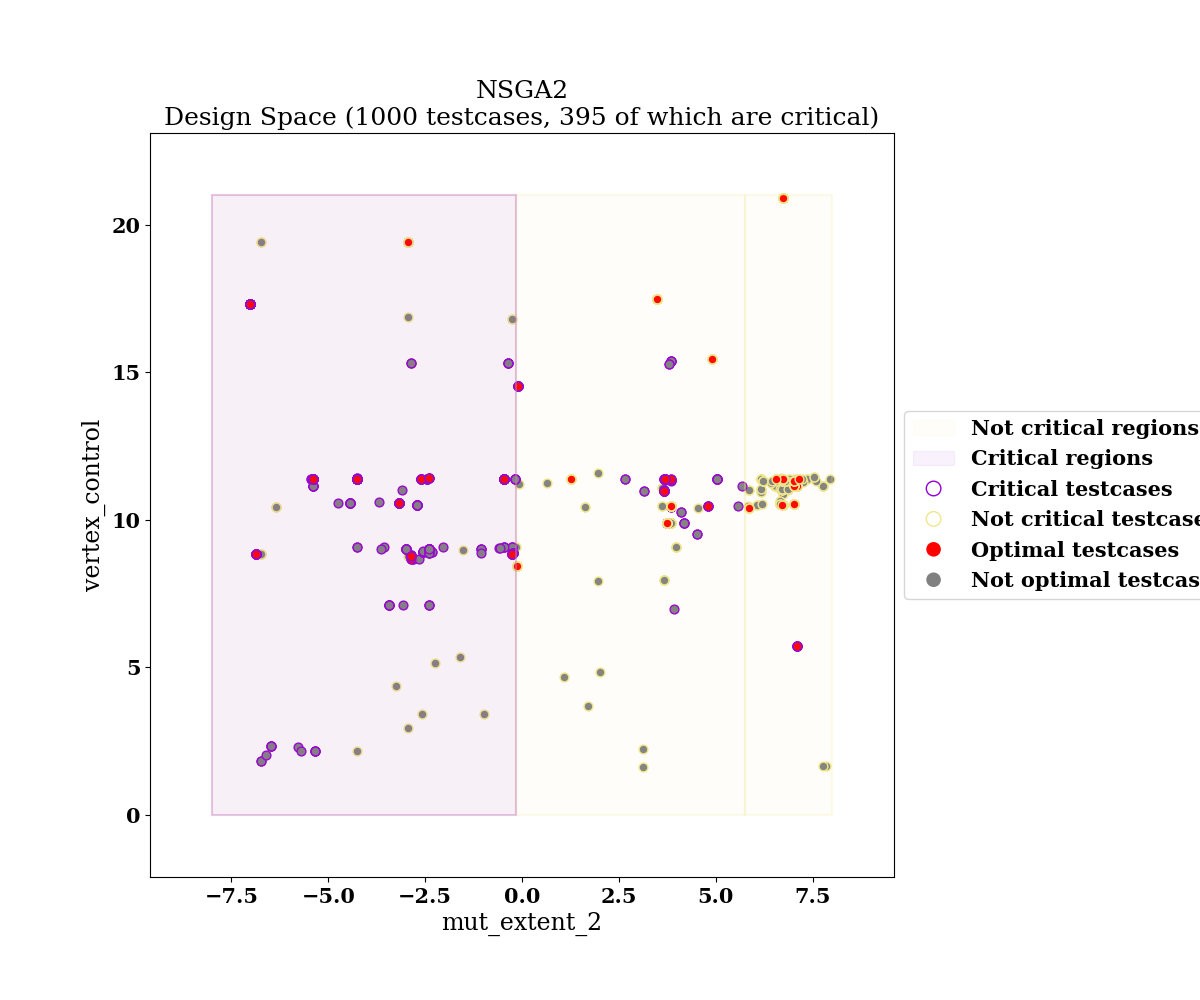 NSGA2
Design Space (1000 testcases, 395 of which are critical)
vertex_control
20
15
10
5
0
−7.5 −5.0 −2.5 0.0 2.5 5.0 7.5
mut_extent_2
Not critical regions
Critical regions
Critical testcases
Not critical testcase
Optimal testcases
Not optimal testcas